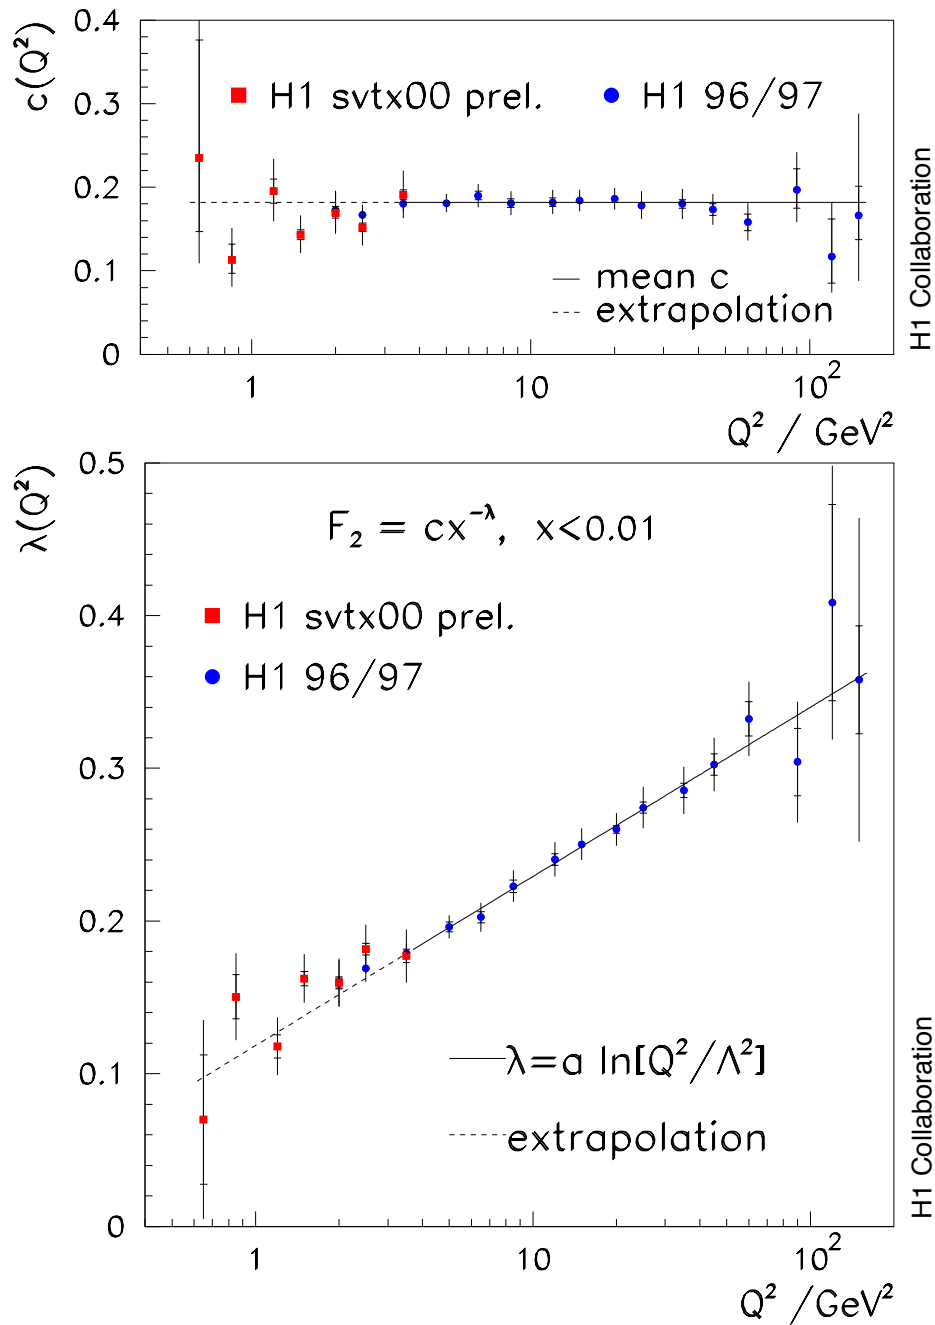 c(Q²)
0.4
0.3
0.2
0.1
0
H1 svtx00 prel.
H1 96/97
mean c
extrapolation
1
10
10²
Q² / GeV²
H1 Collaboration
λ(Q²)
0.5
0.4
0.3
0.2
0.1
0
F₂ = cx⁻λ, x<0.01
H1 svtx00 prel.
H1 96/97
λ=a ln[Q²/Λ²]
extrapolation
1
10
10²
Q² /GeV²
H1 Collaboration